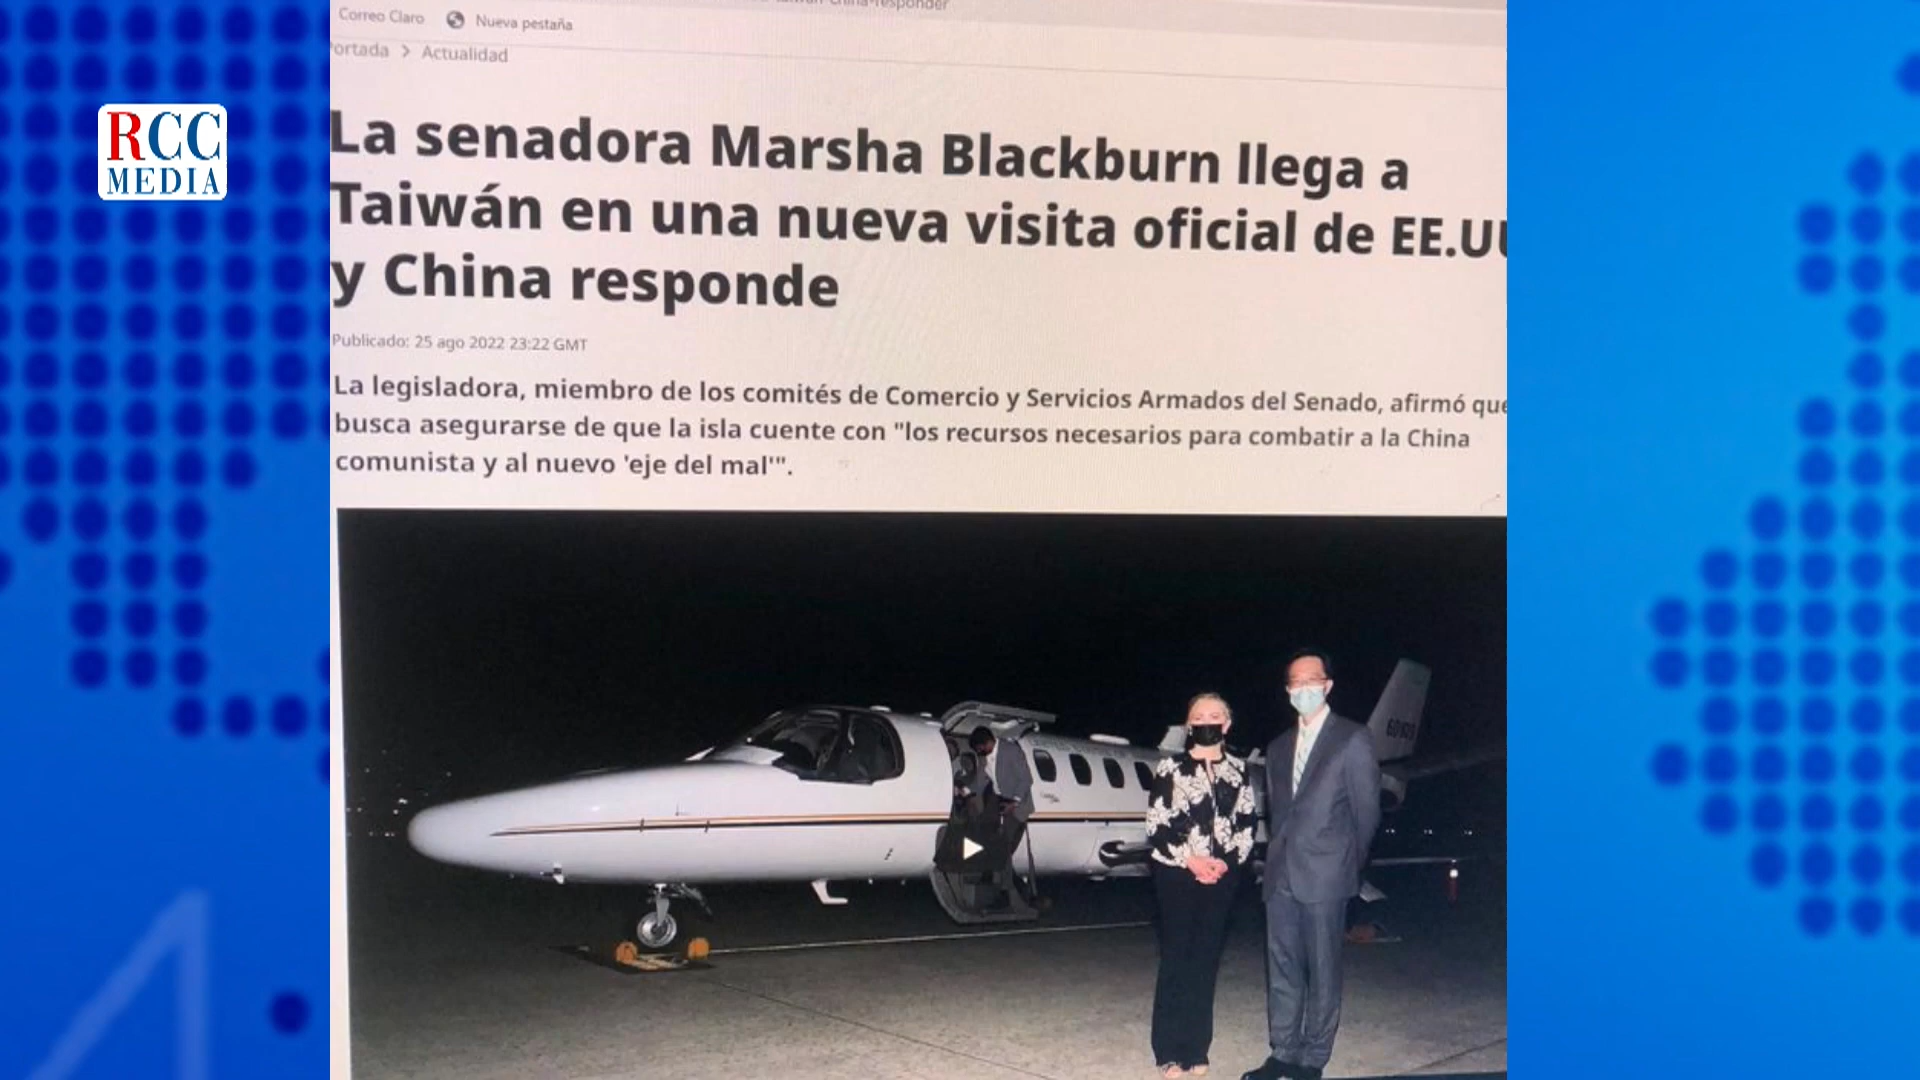 Correo Claro Nueva pestaña
ortada > Actualidad
RCC
MEDIA
La senadora Marsha Blackburn llega a
Taiwán en una nueva visita oficial de EE.UU
y China responde
Publicado: 25 ago 2022 23:22 GMT
La legisladora, miembro de los comités de Comercio y Servicios Armados del Senado, afirmó que
busca asegurarse de que la isla cuente con "los recursos necesarios para combatir a la China
comunista y al nuevo 'eje del mal'".